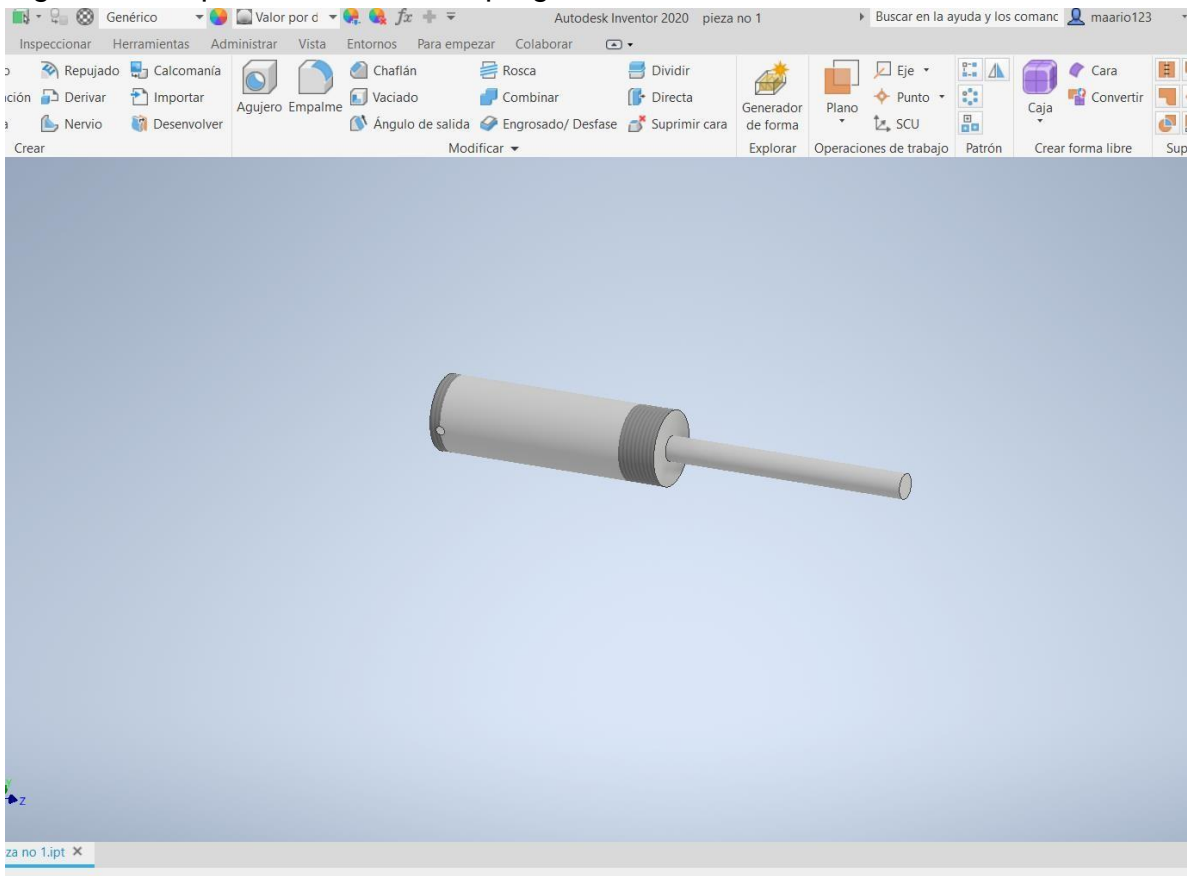 Genérico Valor por d fx Autodesk Inventor 2020 pieza no 1 Buscar en la ayuda y los comanc maario123
Inspeccionar Herramientas Administrar Vista Entornos Para empezar Colaborar
Repujado Calcomanía Chaflán Rosca Dividir Eje Cara
Derivar Importar Agujero Empalme Vaciado Combinar Directa Generador de forma Plano Punto Caja Convertir
Nervio Desenvolver Ángulo de salida Engrosado/ Desfase Suprimir cara SCU
Crear Modificar Explorar Operaciones de trabajo Patrón Crear forma libre Sup
Z
za no 1.ipt